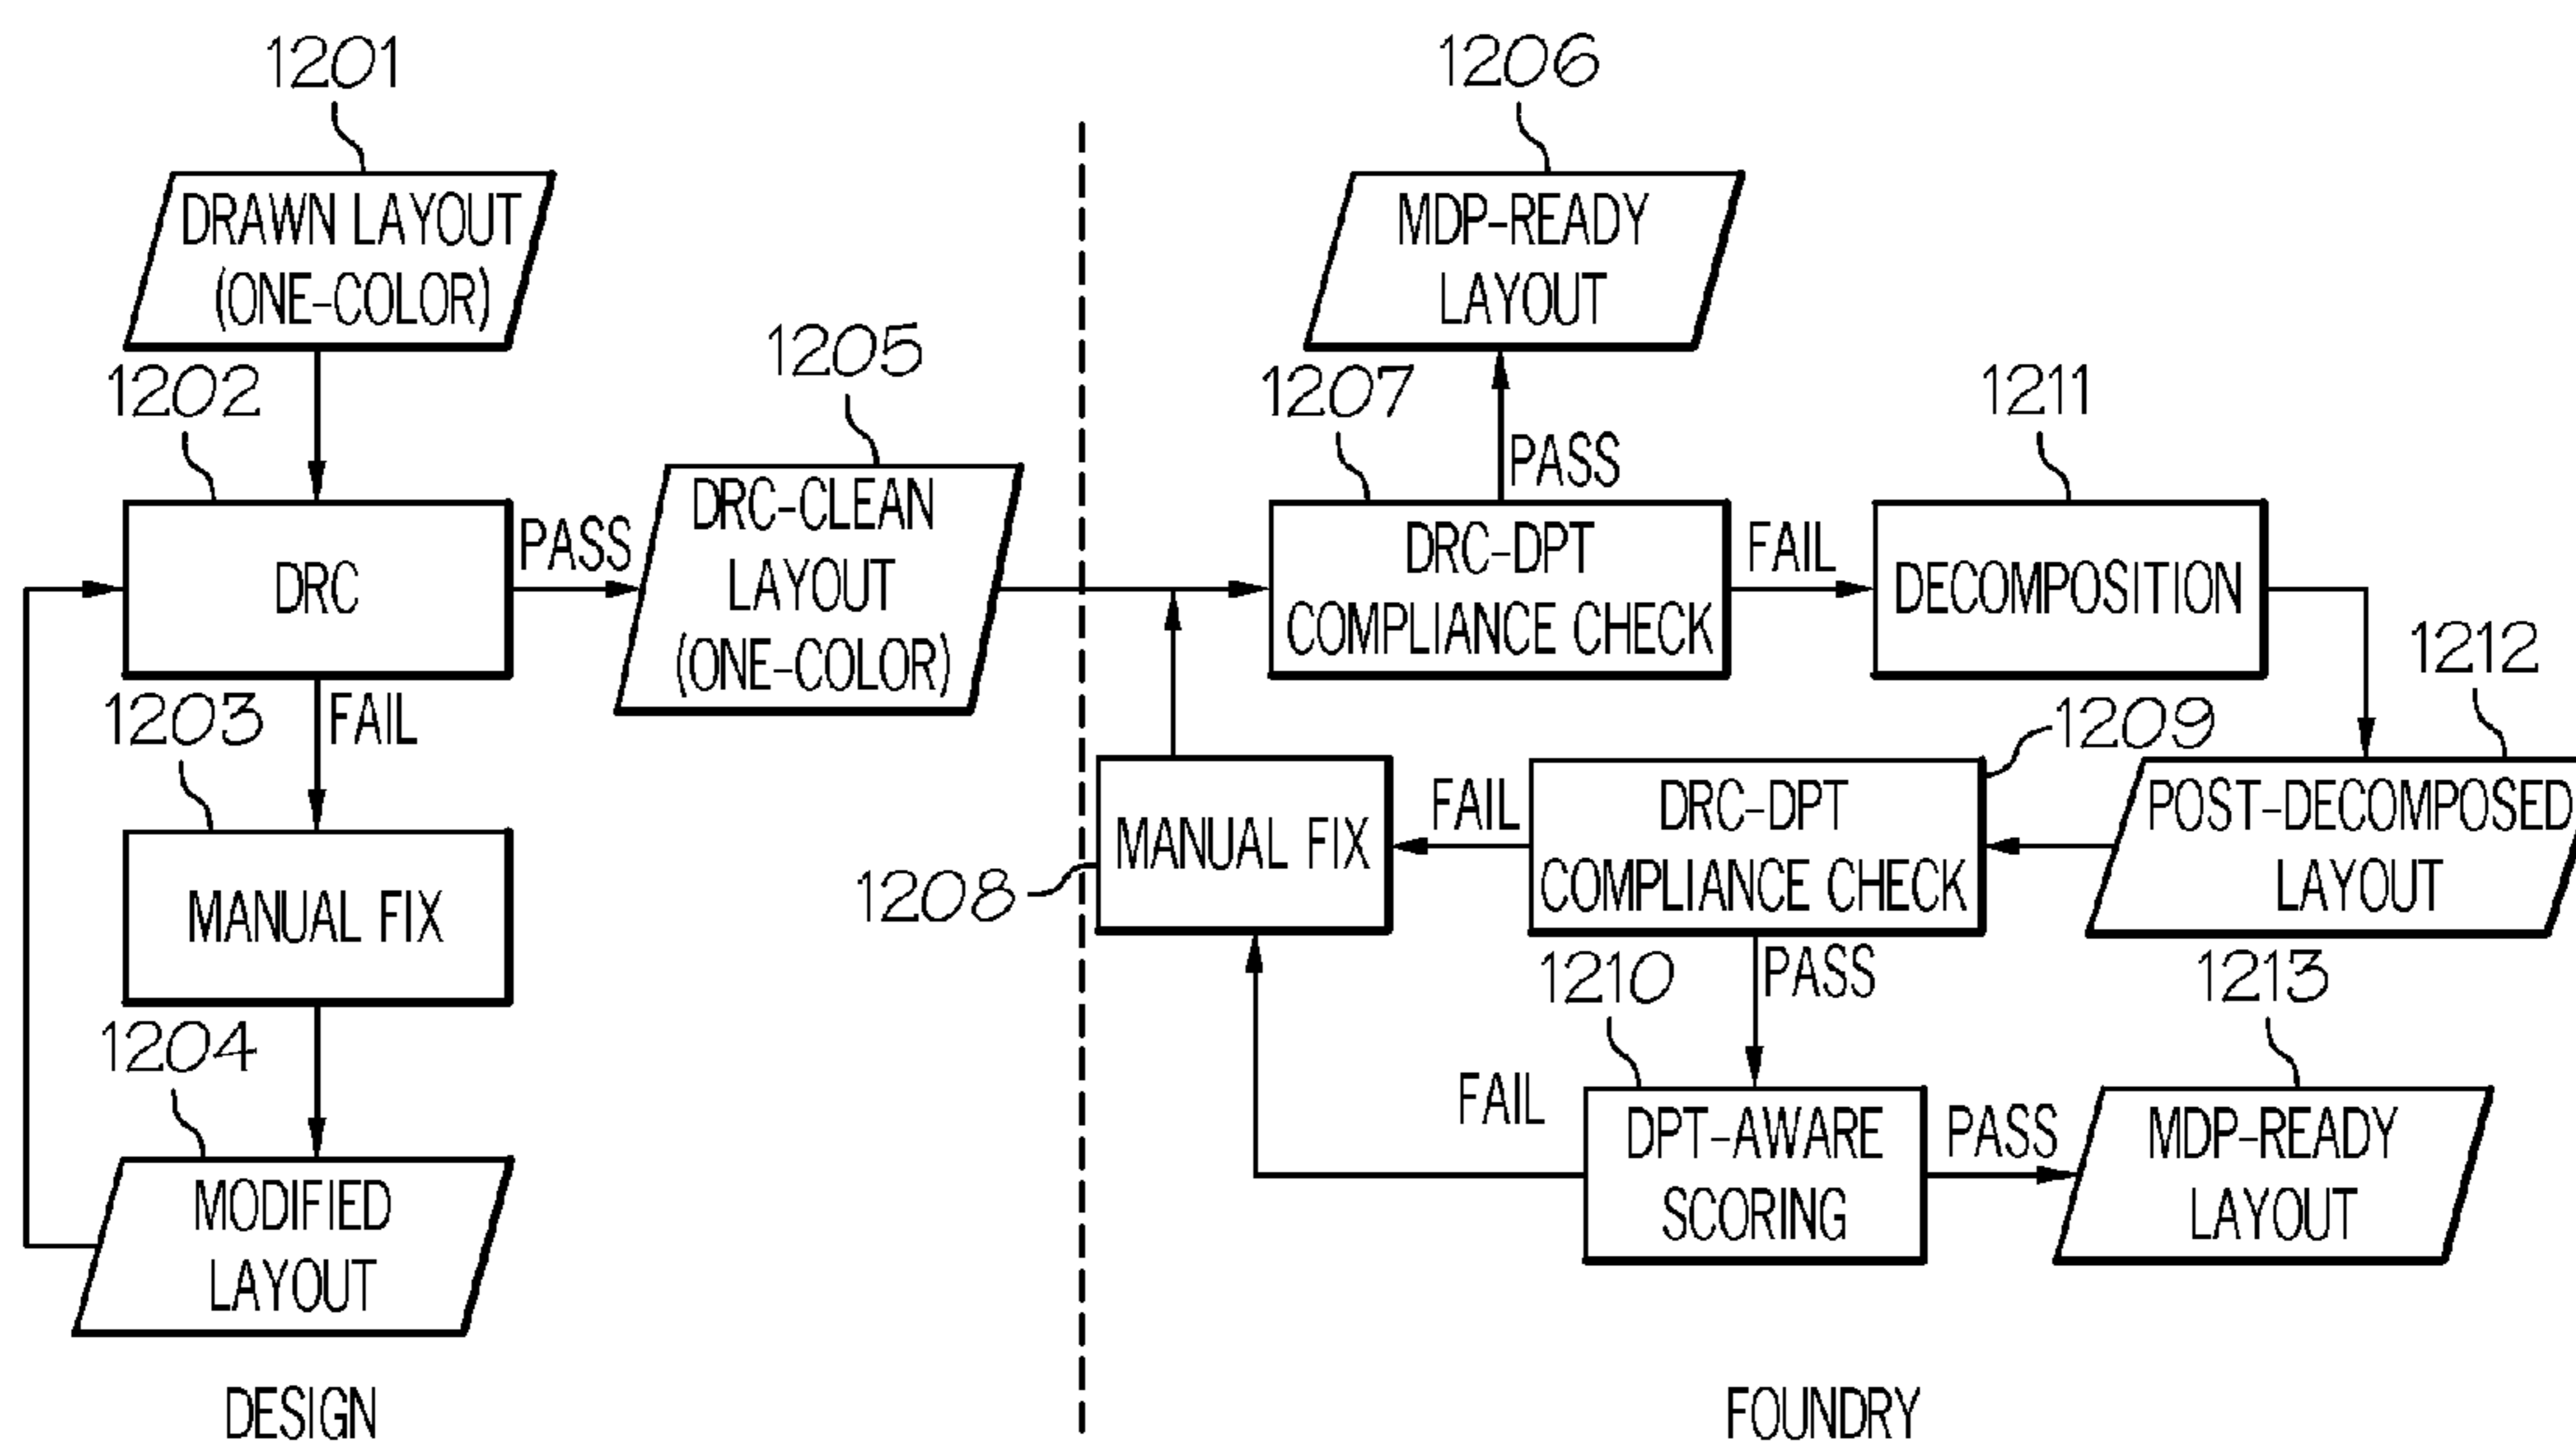 1201
DRAWN LAYOUT
(ONE-COLOR)
1202
DRC
PASS
1203
FAIL
MANUAL FIX
1204
MODIFIED
LAYOUT
DESIGN
1205
DRC-CLEAN
LAYOUT
(ONE-COLOR)
1206
MDP-READY
LAYOUT
1207
PASS
DRC-DPT
COMPLIANCE CHECK
FAIL
1211
DECOMPOSITION
1212
POST-DECOMPOSED
LAYOUT
1209
DRC-DPT
COMPLIANCE CHECK
FAIL
MANUAL FIX
1208
PASS
1210
DPT-AWARE
SCORING
FAIL
PASS
1213
MDP-READY
LAYOUT
FOUNDRY